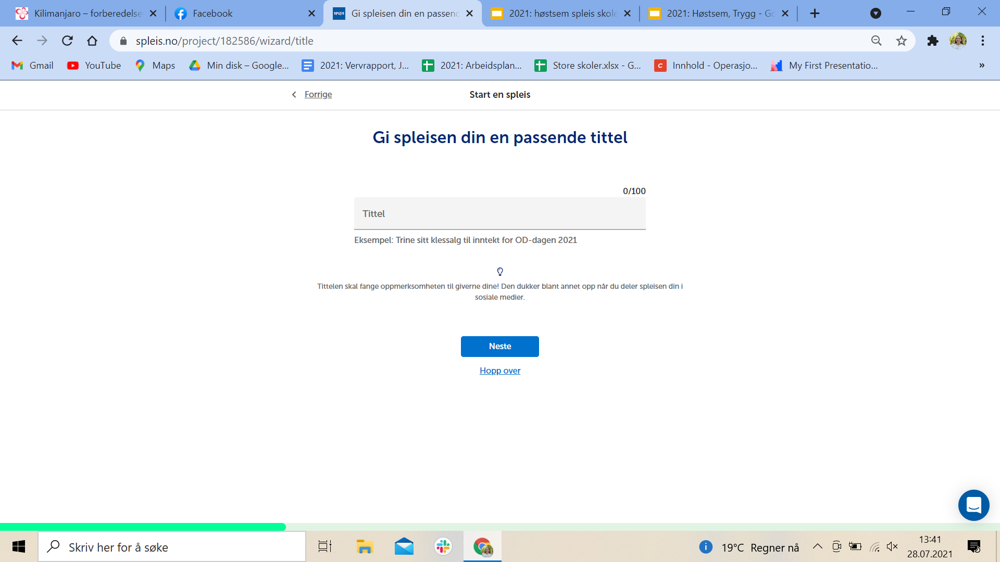 Kilimanjaro – forberedelse
Facebook
SPLEIS
Gi spleisen din en passend
2021: høstsem spleis skole
2021: Høstsem, Trygg - Go
spleis.no/project/182586/wizard/title
Gmail
YouTube
Maps
Min disk – Google...
2021: Vervrapport, J...
2021: Arbeidsplan...
Store skoler.xlsx - G...
Innhold - Operasjo...
My First Presentatio...
»
Forrige
Start en spleis
Gi spleisen din en passende tittel
0/100
Tittel
Eksempel: Trine sitt klessalg til inntekt for OD-dagen 2021
Tittelen skal fange oppmerksomheten til giverne dine! Den dukker blant annet opp når du deler spleisen din i
sosiale medier.
Neste
Hopp over
Skriv her for å søke
19°C Regner nå
13:41
28.07.2021